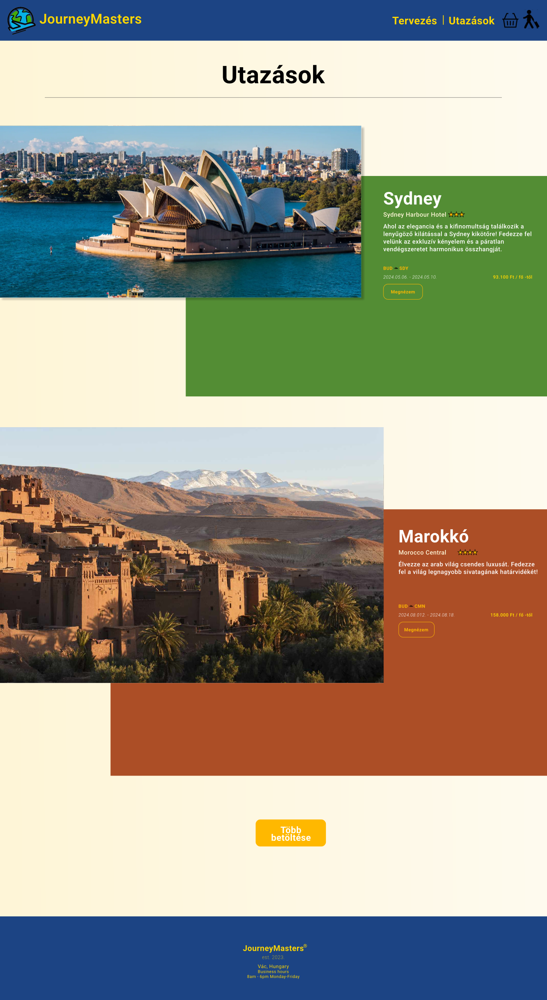 JourneyMasters
Tervezés | Utazások
Utazások
Sydney
Sydney Harbour Hotel
Ahol az elegancia és a kifinomultság találkozik a
lenyűgöző kilátással a Sydney kikötőre! Fedezze fel
velünk az exkluzív kényelem és a páratlan
vendégszeretet harmonikus összhangját.
BUD SDY
2024.05.06. - 2024.05.10.
93.100 Ft / fő -től
Megnézem
Marokkó
Morocco Central
Élvezze az arab világ csendes luxusát. Fedezze
fel a világ legnagyobb sivatagának határvidékét!
BUD CMN
2024.08.012. - 2024.08.18.
158.000 Ft / fő -től
Megnézem
Több
betöltése
JourneyMasters®
est. 2023.
Vác, Hungary
Business hours
8am - 6pm Monday-Friday